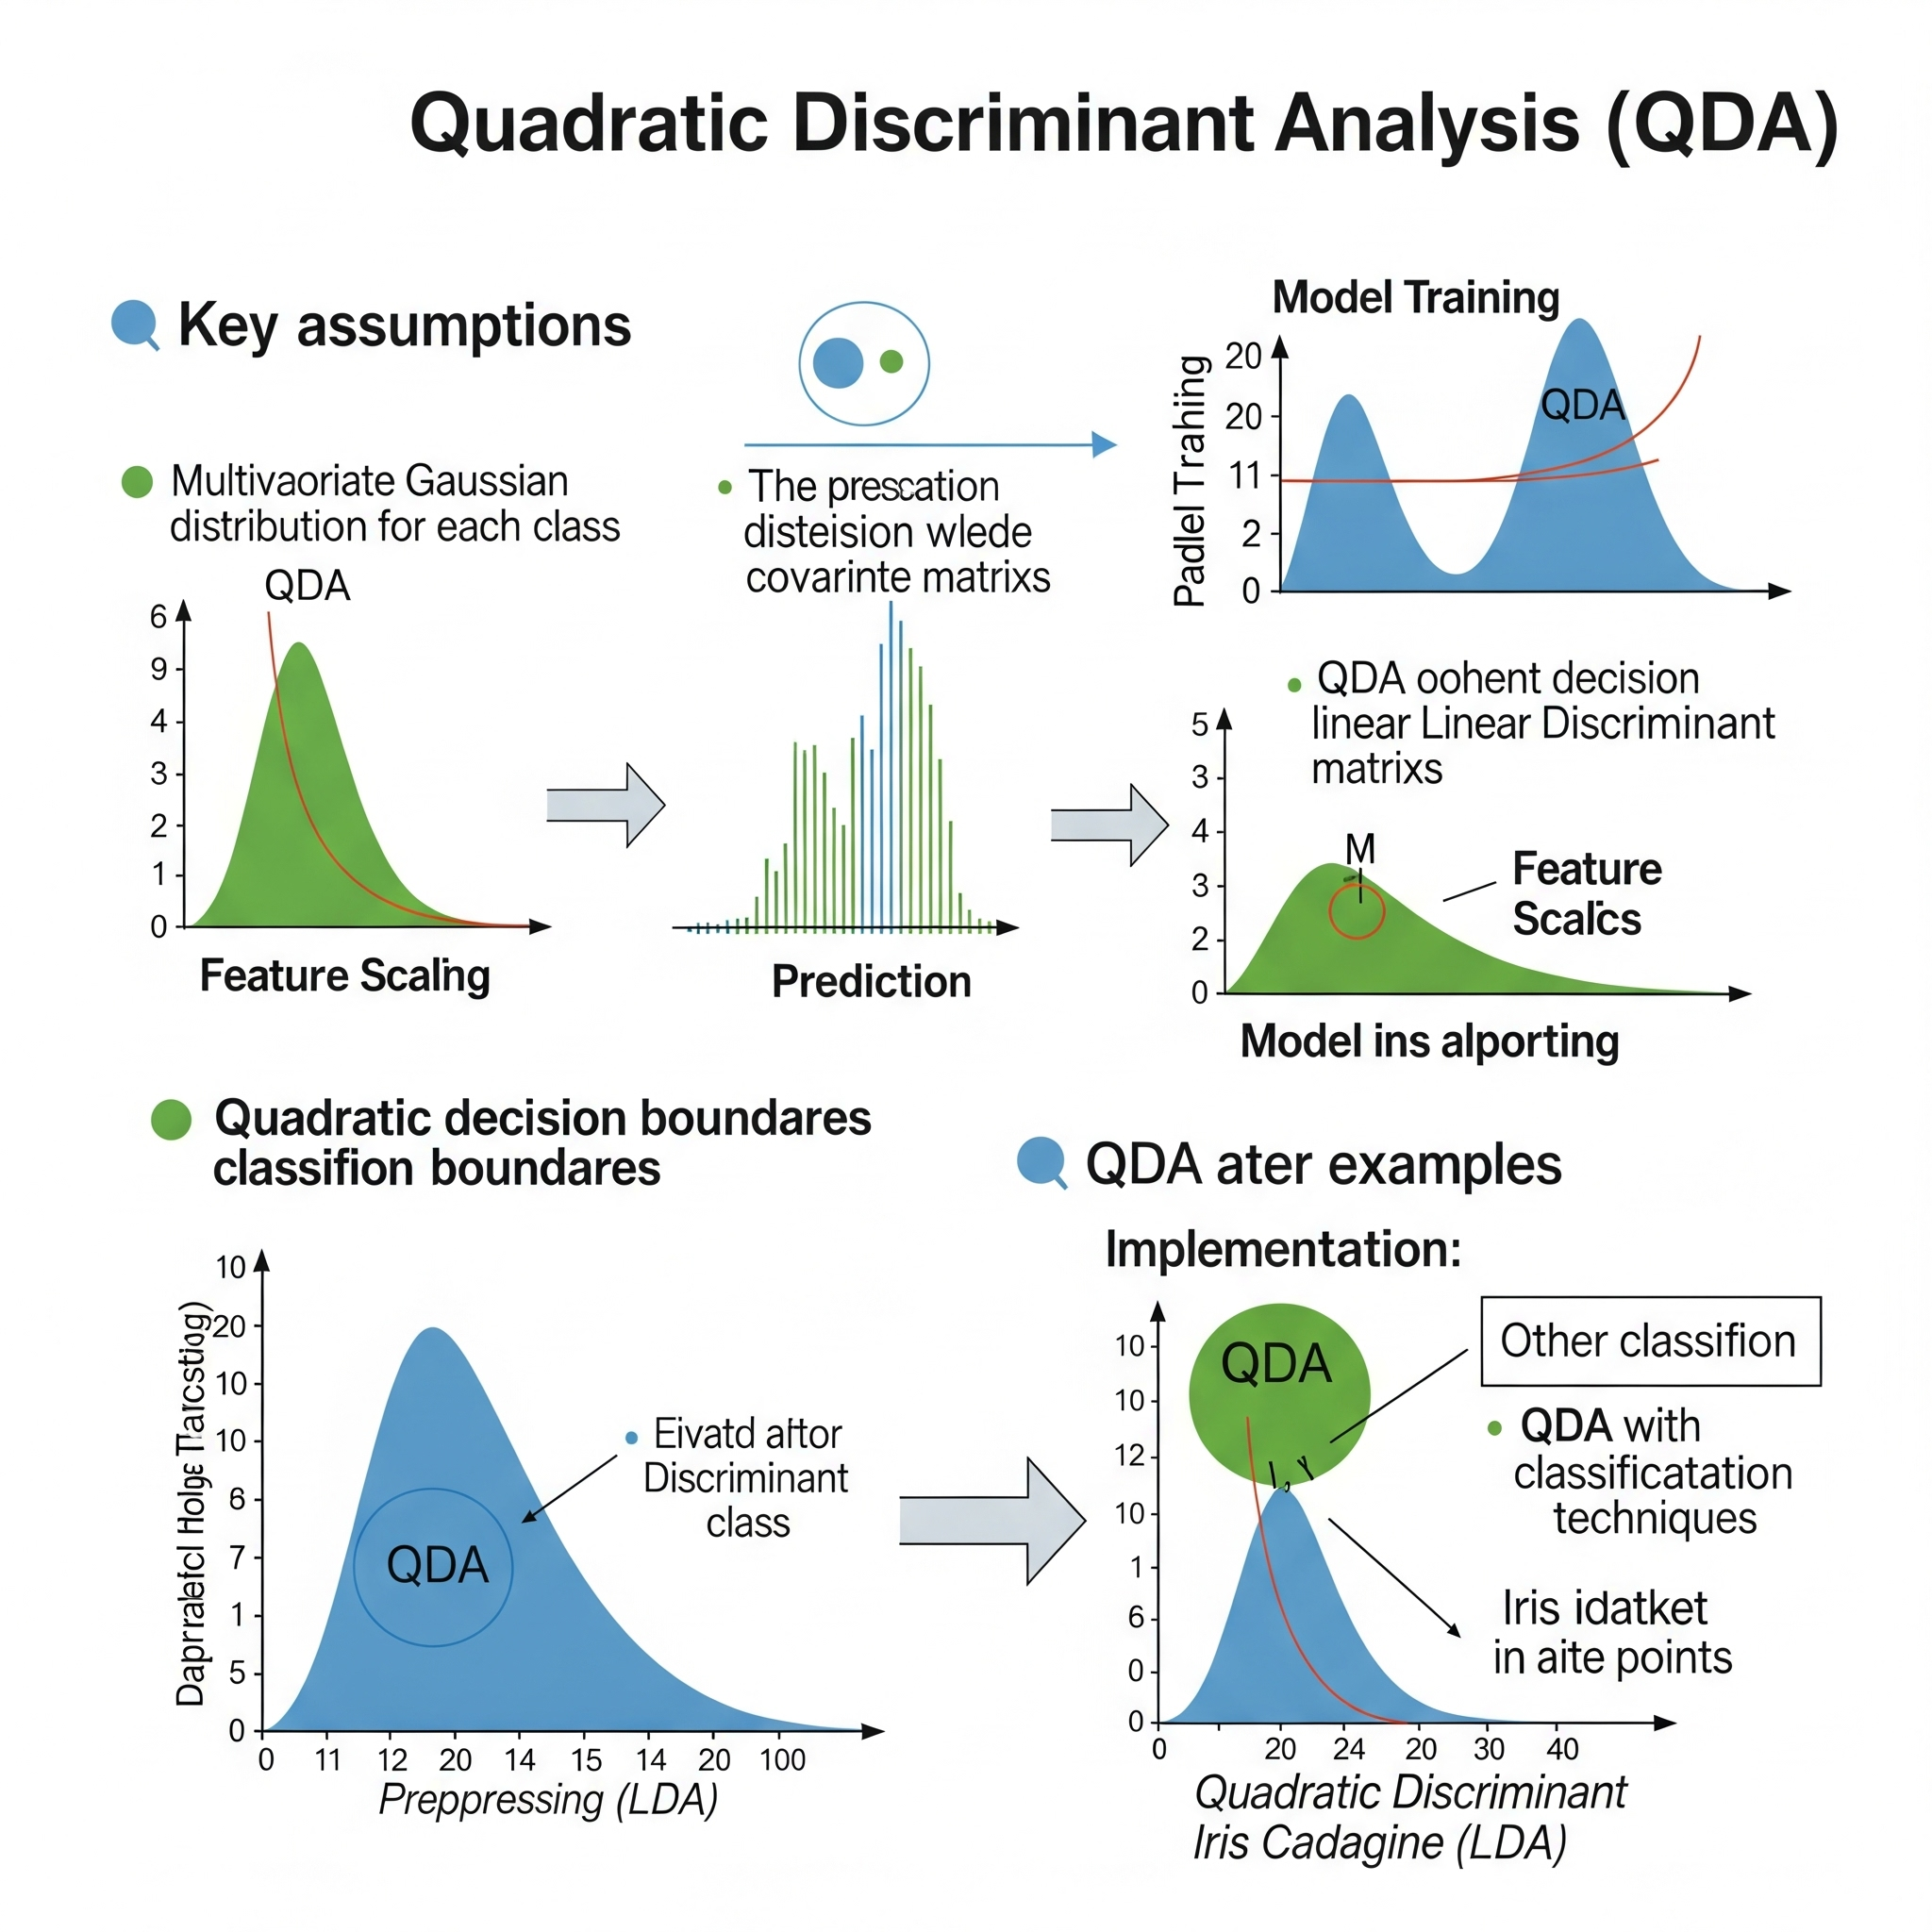 Quadratic Discriminant Analysis (QDA)
Key assumptions
Multivaoriate Gaussian
distribution for each class
QDA
6
9
4
3
2
1
0
Feature Scaling
The prescation
disteision wlede
covarinte matrixs
Prediction
Model Training
Padlel Trahiing
20
20
11
2
0
QDA
QDA oohent decision
linear Linear Discriminant
matrixs
5
3
4
3
2
0
M
Feature
Scalics
Model ins alporting
Quadratic decision boundares
classifion boundares
10
20
10
10
6
7
1
5
0
QDA
Eivatd aftor
Discriminant
class
0 11 12 20 14 15 14 20 100
Preppressing (LDA)
QDA ater examples
Implementation:
10
10
12
10
1
6
0
0
QDA
Other classifion
QDA with
classificatation
techniques
Iris idatket
in aite points
0 20 24 20 30 40
Quadratic Discriminant
Iris Cadagine (LDA)